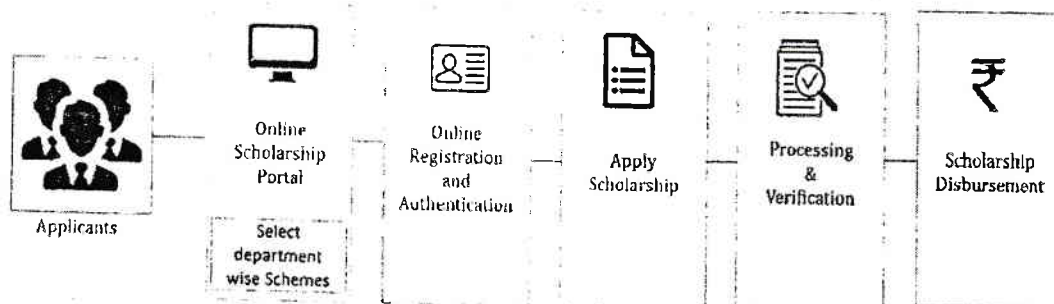 Applicants
Online
Scholarship
Portal
Select
department
wise Schemes
Online
Registration
and
Authentication
Apply
Scholarship
Processing
&
Verification
₹
Scholarship
Disbursement